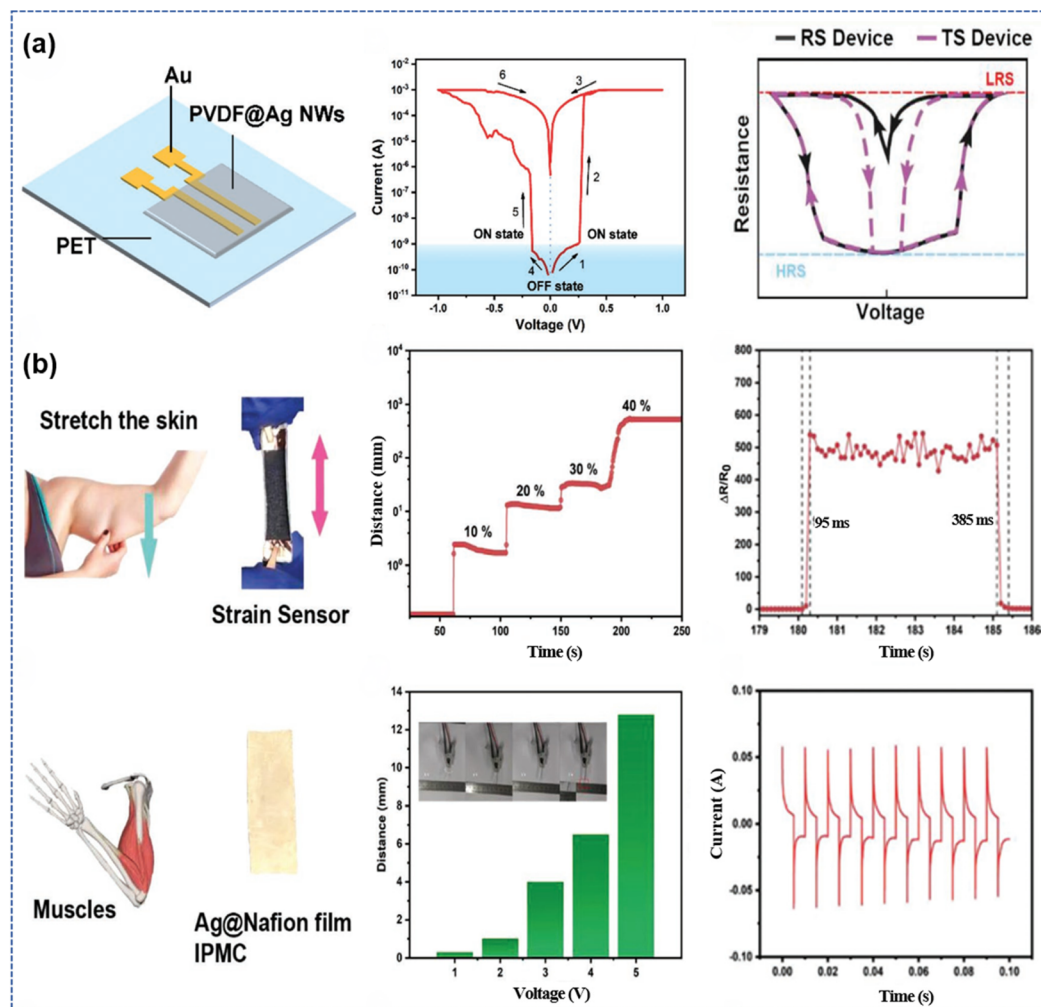 (a)
Au
PVDF@Ag NWs
PET
Current (A)
10⁻²
10⁻³
10⁻⁴
10⁻⁵
10⁻⁶
10⁻⁷
10⁻⁸
10⁻⁹
10⁻¹⁰
10⁻¹¹
6
3
2
5
ON state
ON state
4
1
OFF state
-1.0 -0.5 0.0 0.5 1.0
Voltage (V)
RS Device TS Device
LRS
Resistance
HRS
Voltage
(b)
Stretch the skin
Strain Sensor
Distance (mm)
10⁴
10³
10²
10¹
10⁰
10 %
20 %
30 %
40 %
50 100 150 200 250
Time (s)
ΔR/R₀
800
700
600
500
400
300
200
100
0
95 ms
385 ms
179 180 181 182 183 184 185 186
Time (s)
Muscles
Ag@Nafion film
IPMC
Distance (mm)
14
12
10
8
6
4
2
0
1 2 3 4 5
Voltage (V)
Current (A)
0.10
0.05
0.00
-0.05
-0.10
0.00 0.02 0.04 0.06 0.08 0.10
Time (s)